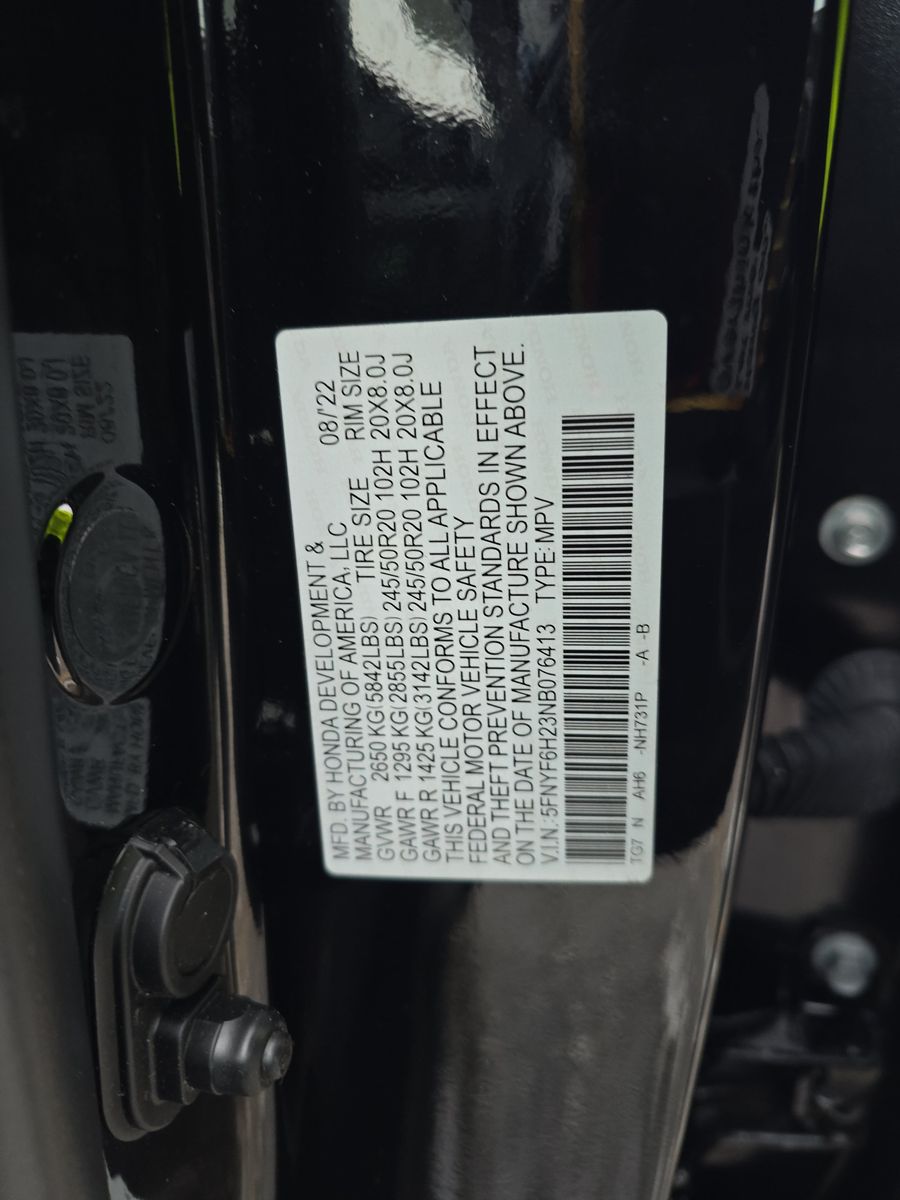 MFD. BY HONDA DEVELOPMENT & 08/'22
MANUFACTURING OF AMERICA, LLC
GVWR 2650 KG(5842LBS) TIRE SIZE RIM SIZE
GAWR F 1295 KG(2855LBS) 245/50R20 102H 20X8.0J
GAWR R 1425 KG(3142LBS) 245/50R20 102H 20X8.0J
THIS VEHICLE CONFORMS TO ALL APPLICABLE
FEDERAL MOTOR VEHICLE SAFETY
AND THEFT PREVENTION STANDARDS IN EFFECT
ON THE DATE OF MANUFACTURE SHOWN ABOVE.
V.I.N.:5FNYF6H23NB076413 TYPE:MPV
TG7 N AH6 -NH731P -A -B